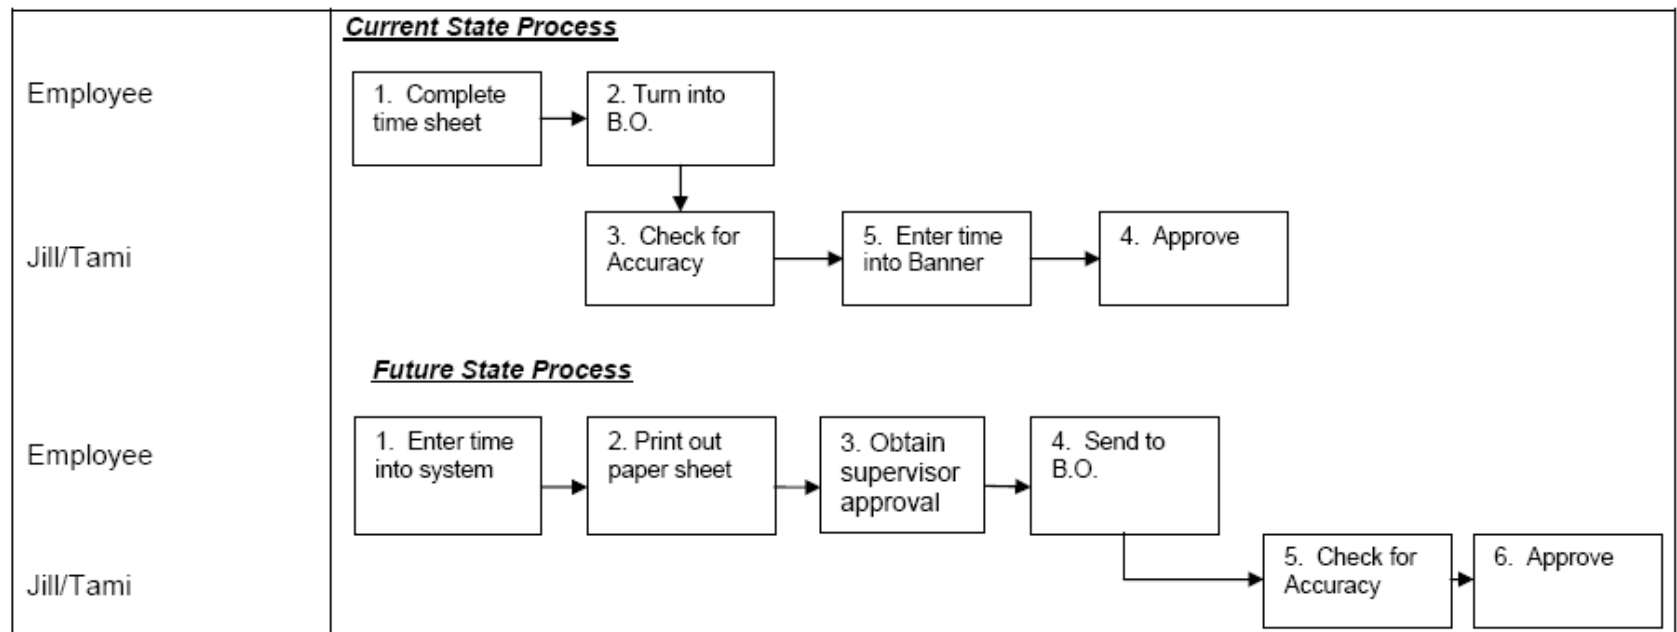 Current State Process
Employee
1. Complete
time sheet
2. Turn into
B.O.
Jill/Tami
3. Check for
Accuracy
5. Enter time
into Banner
4. Approve
Future State Process
Employee
1. Enter time
into system
2. Print out
paper sheet
3. Obtain
supervisor
approval
4. Send to
B.O.
Jill/Tami
5. Check for
Accuracy
6. Approve